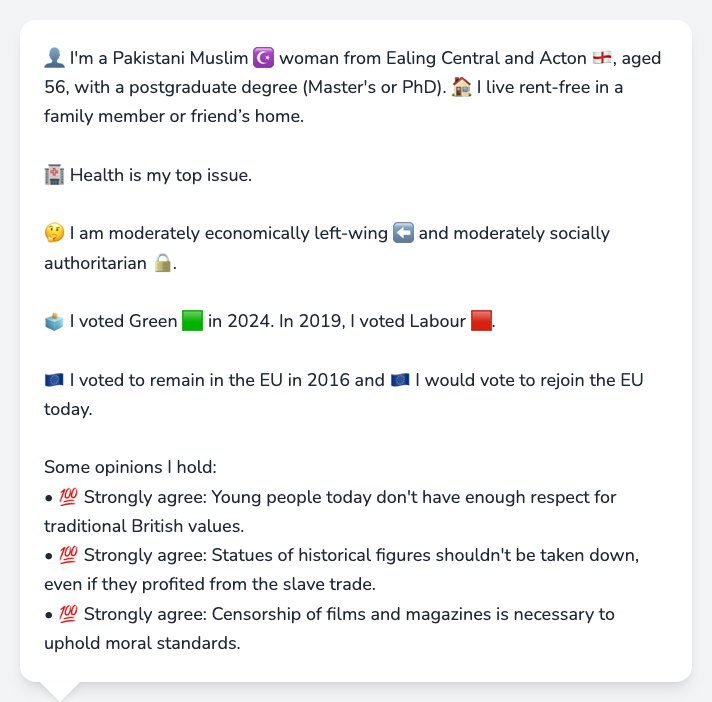 👤 I'm a Pakistani Muslim ☪️ woman from Ealing Central and Acton 🏴󠁧󠁢󠁥󠁮󠁧󠁿, aged
56, with a postgraduate degree (Master's or PhD). 🏠 I live rent-free in a
family member or friend’s home.
🏥 Health is my top issue.
🤔 I am moderately economically left-wing ⬅️ and moderately socially
authoritarian 🔒.
🗳️ I voted Green 🟩 in 2024. In 2019, I voted Labour 🟥.
🇪🇺 I voted to remain in the EU in 2016 and 🇪🇺 I would vote to rejoin the EU
today.
Some opinions I hold:
• 💯 Strongly agree: Young people today don't have enough respect for
traditional British values.
• 💯 Strongly agree: Statues of historical figures shouldn't be taken down,
even if they profited from the slave trade.
• 💯 Strongly agree: Censorship of films and magazines is necessary to
uphold moral standards.